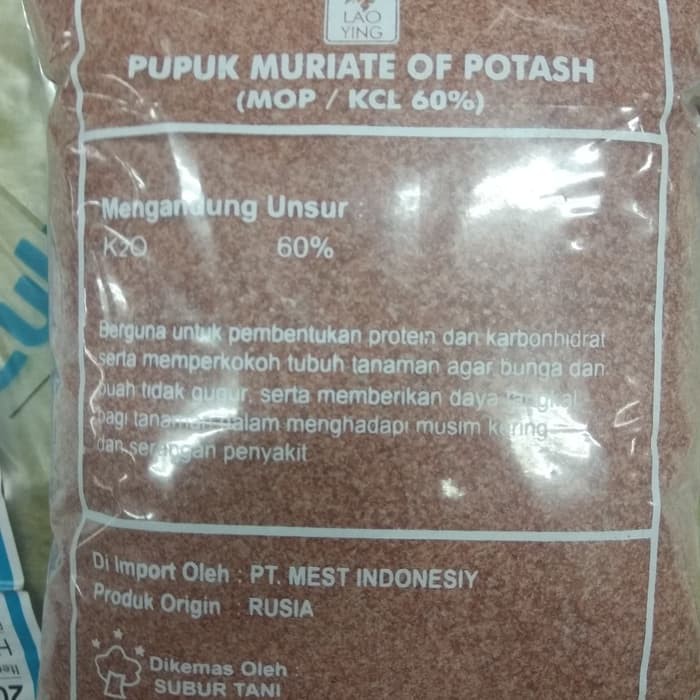 LAO
YING
PUPUK MURIATE OF POTASH
(MOP / KCL 60%)
Mengandung Unsur
K2O 60%
Berguna untuk pembentukan protein dan karbonhidrat
serta memperkokoh tubuh tanaman agar bunga dan
buah tidak gugur, serta memberikan daya tangkal
bagi tanaman dalam menghadapi musim kering
dan serangan penyakit
Di Import Oleh : PT. MEST INDONESIY
Produk Origin : RUSIA
Dikemas Oleh
SUBUR TANI